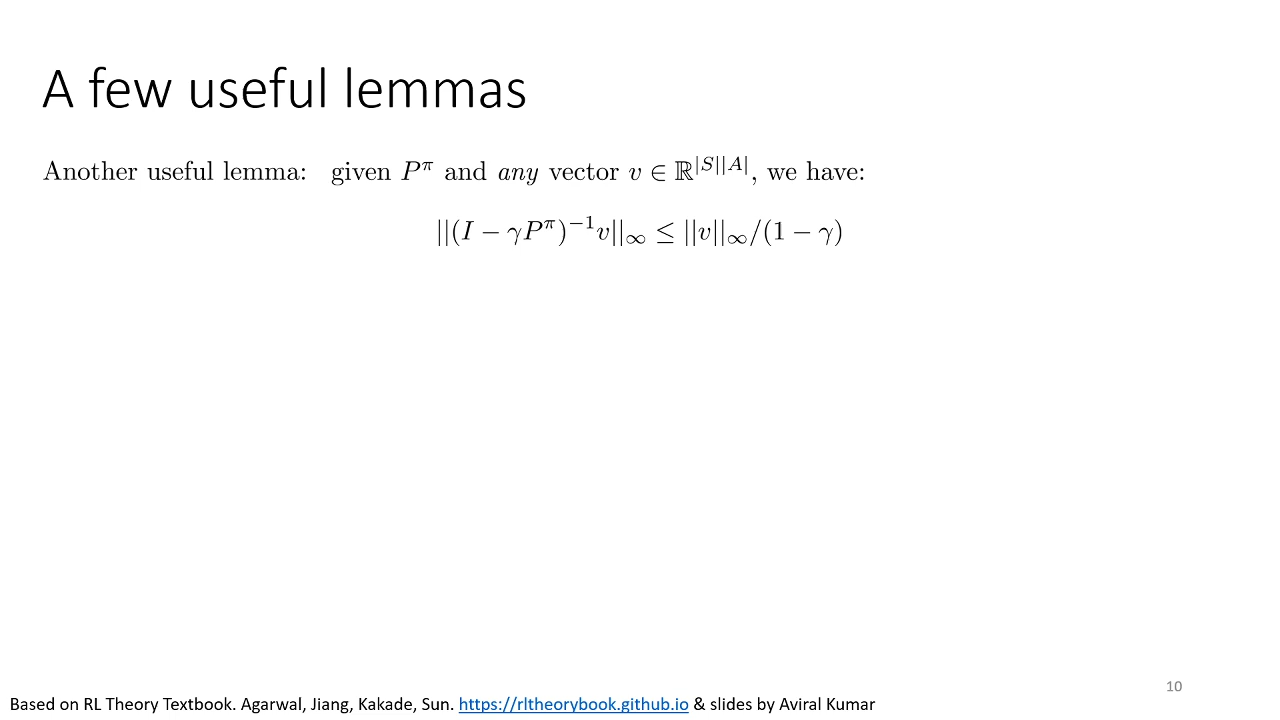 A few useful lemmas
Another useful lemma: given $P^\pi$ and any vector $v \in \mathbb{R}^{|S||A|}$, we have:
$||(I - \gamma P^\pi)^{-1} v||_\infty \leq ||v||_\infty / (1 - \gamma)$
10
Based on RL Theory Textbook. Agarwal, Jiang, Kakade, Sun. https://rltheorybook.github.io & slides by Aviral Kumar